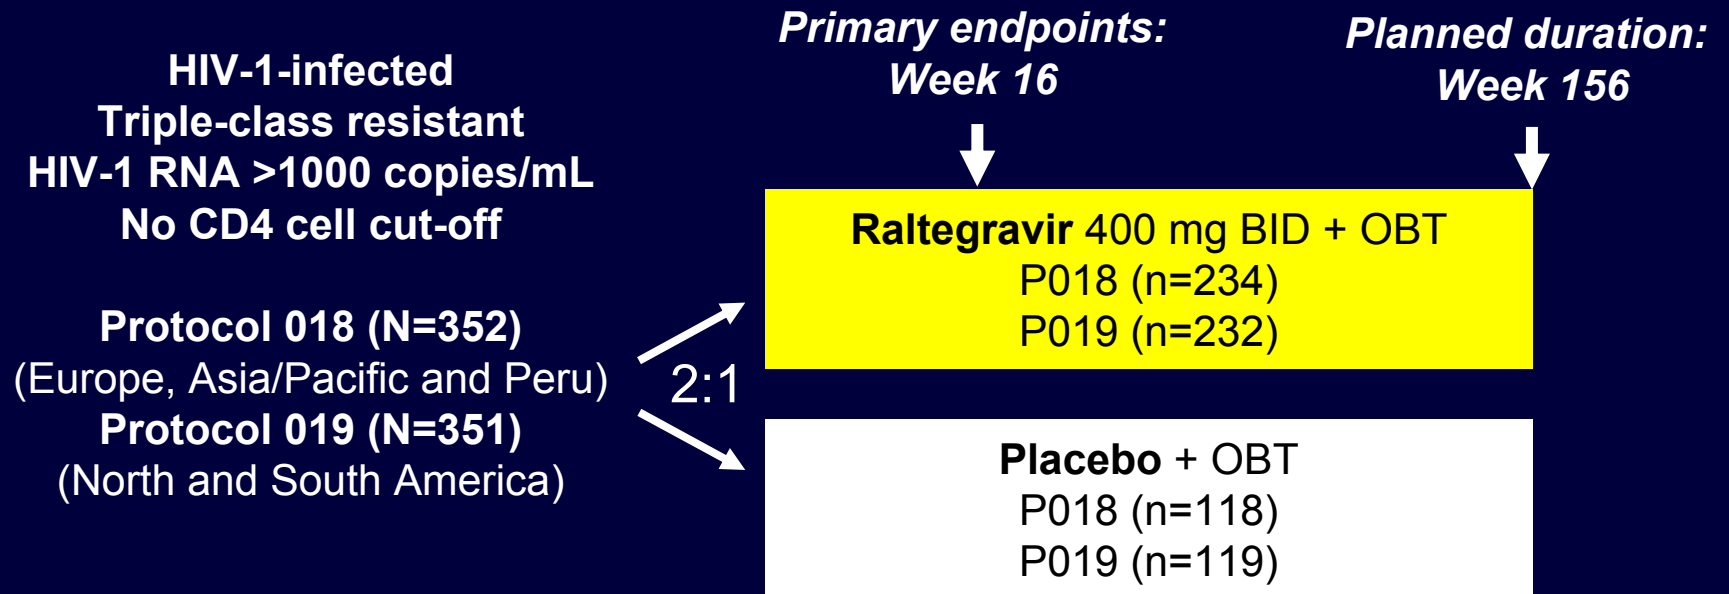 HIV-1-infected
Triple-class resistant
HIV-1 RNA >1000 copies/mL
No CD4 cell cut-off
Protocol 018 (N=352)
(Europe, Asia/Pacific and Peru)
Protocol 019 (N=351)
(North and South America)
2:1
Primary endpoints:
Week 16
Planned duration:
Week 156
Raltegravir 400 mg BID + OBT
P018 (n=234)
P019 (n=232)
Placebo + OBT
P018 (n=118)
P019 (n=119)